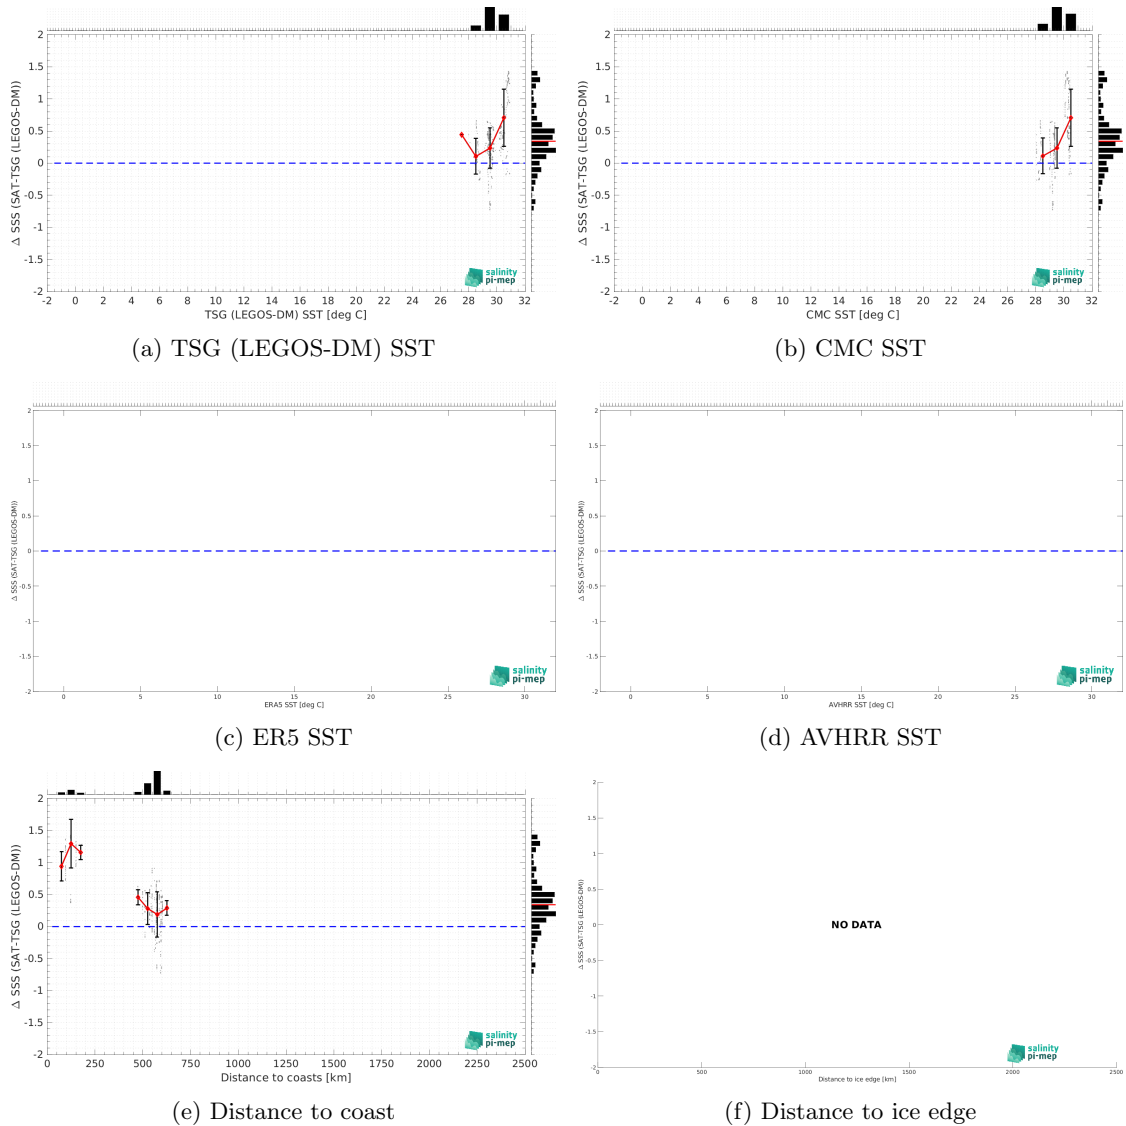 2
1.5
1
0.5
0
-0.5
-1
-1.5
-2
Δ SSS (SAT-TSG (LEGOS-DM))
-2 0 2 4 6 8 10 12 14 16 18 20 22 24 26 28 30 32
TSG (LEGOS-DM) SST [deg C]
salinity
pi-mep
(a) TSG (LEGOS-DM) SST
2
1.5
1
0.5
0
-0.5
-1
-1.5
-2
Δ SSS (SAT-TSG (LEGOS-DM))
-2 0 2 4 6 8 10 12 14 16 18 20 22 24 26 28 30 32
CMC SST [deg C]
salinity
pi-mep
(b) CMC SST
2
1.5
1
0.5
0
-0.5
-1
-1.5
-2
Δ SSS (SAT-TSG (LEGOS-DM))
0 5 10 15 20 25 30
ERA5 SST [deg C]
salinity
pi-mep
(c) ER5 SST
2
1.5
1
0.5
0
-0.5
-1
-1.5
-2
Δ SSS (SAT-TSG (LEGOS-DM))
0 5 10 15 20 25 30
AVHRR SST [deg C]
salinity
pi-mep
(d) AVHRR SST
2
1.5
1
0.5
0
-0.5
-1
-1.5
-2
Δ SSS (SAT-TSG (LEGOS-DM))
0 250 500 750 1000 1250 1500 1750 2000 2250 2500
Distance to coasts [km]
salinity
pi-mep
(e) Distance to coast
2
1.5
1
0.5
0
-0.5
-1
-1.5
-2
Δ SSS (SAT-TSG (LEGOS-DM))
NO DATA
0 500 1000 1500 2000 2500
Distance to ice edge [km]
salinity
pi-mep
(f) Distance to ice edge